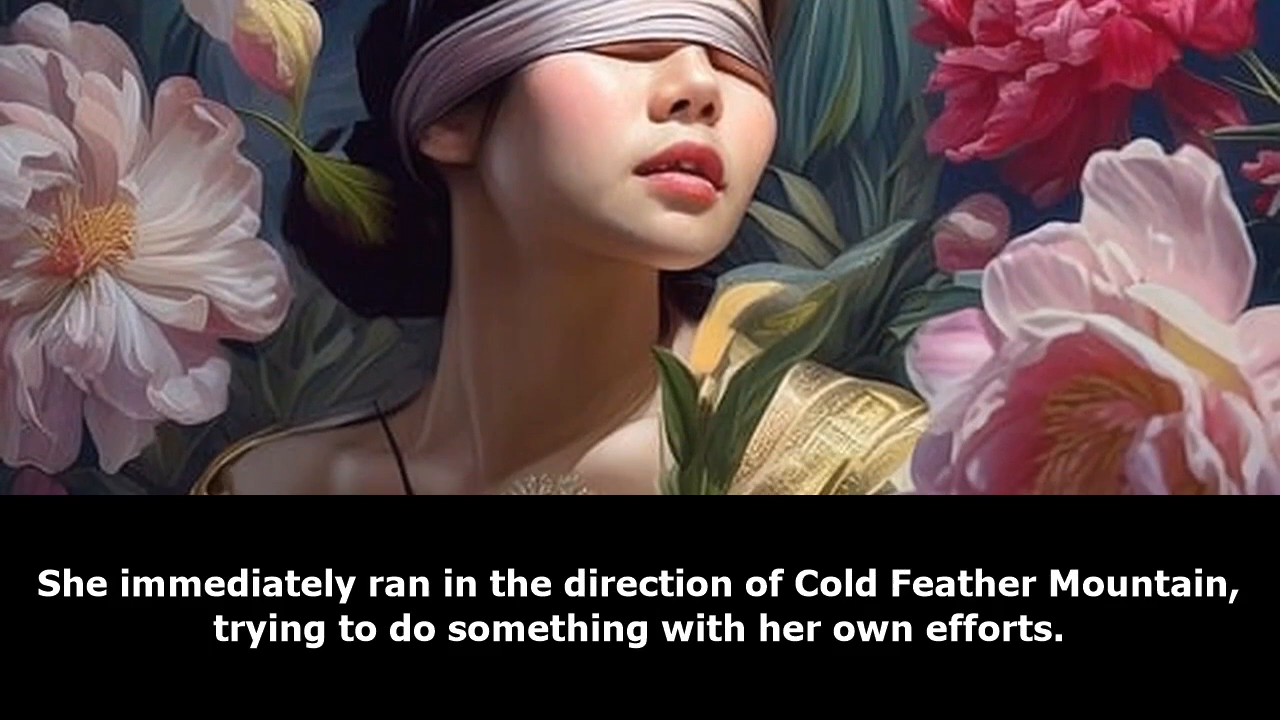 She immediately ran in the direction of Cold Feather Mountain,
trying to do something with her own efforts.